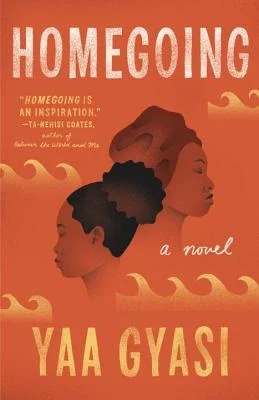 HOMEGOING
"HOMEGOING IS
AN INSPIRATION."
—TA-NEHISI COATES,
author of
Between the World and Me
a novel
YAA GYASI